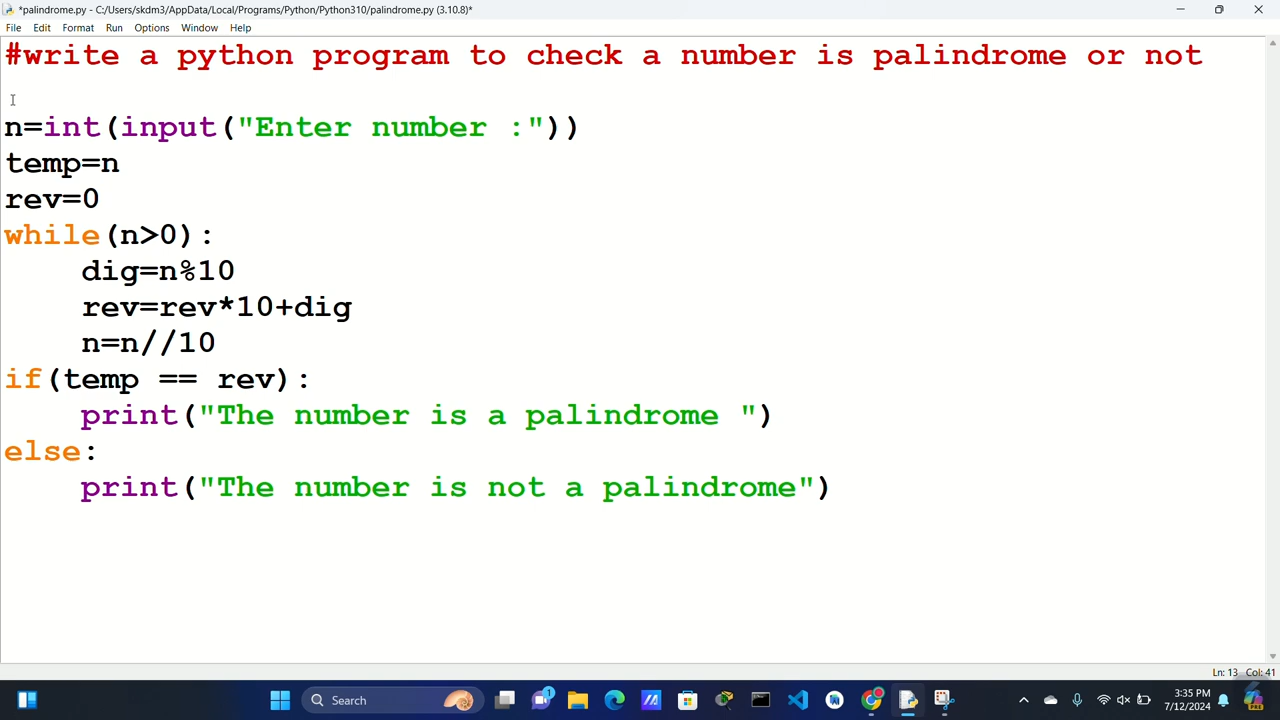 *palindrome.py - C:/Users/skdm3/AppData/Local/Programs/Python/Python310/palindrome.py (3.10.8)*
File Edit Format Run Options Window Help
#write a python program to check a number is palindrome or not
n=int(input("Enter number :"))
temp=n
rev=0
while(n>0):
    dig=n%10
    rev=rev*10+dig
    n=n//10
if(temp == rev):
    print("The number is a palindrome ")
else:
    print("The number is not a palindrome")
Ln: 13 Col: 41
Search
1
3:35 PM
7/12/2024
PRE